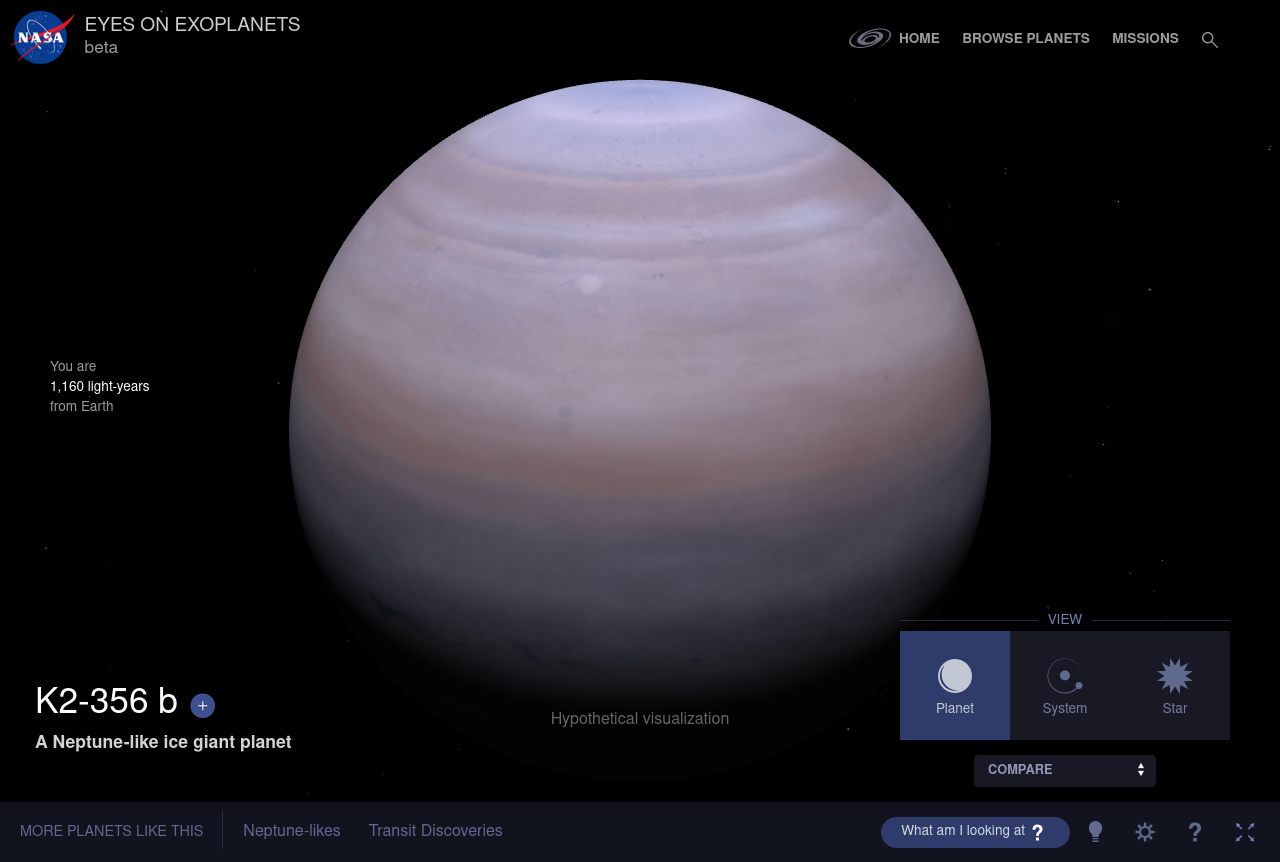 NASA
EYES ON EXOPLANETS
beta
HOME
BROWSE PLANETS
MISSIONS
You are
1,160 light-years
from Earth
K2-356 b +
A Neptune-like ice giant planet
Hypothetical visualization
VIEW
Planet
System
Star
COMPARE
MORE PLANETS LIKE THIS
Neptune-likes
Transit Discoveries
What am I looking at ?
?